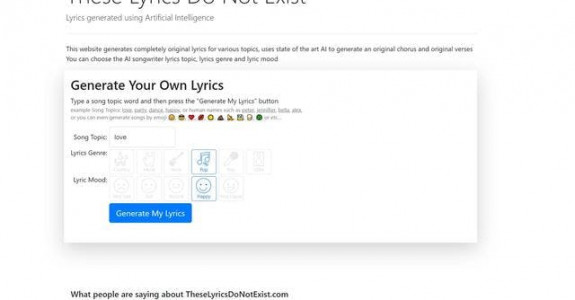 These Lyrics Do Not Exist
Lyrics generated using Artificial Intelligence
This website generates completely original lyrics for various topics, uses state of the art AI to generate an original chorus and original verses
You can choose the AI songwriter lyrics topic, lyrics genre and lyric mood
Generate Your Own Lyrics
Type a song topic word and then press the "Generate My Lyrics" button
example Song Topics: love, party, dance, happy, or human names such as peter, jennifer, bella, alex,
or you can even generate songs by emoji 😍 😎 ❤️ 🍎 🔥 💩 🎉 🍺 🤢 or etc...
Song Topic: love
Lyrics Genre:
Pop
Lyric Mood:
Happy
Generate My Lyrics
What people are saying about TheseLyricsDoNotExist.com